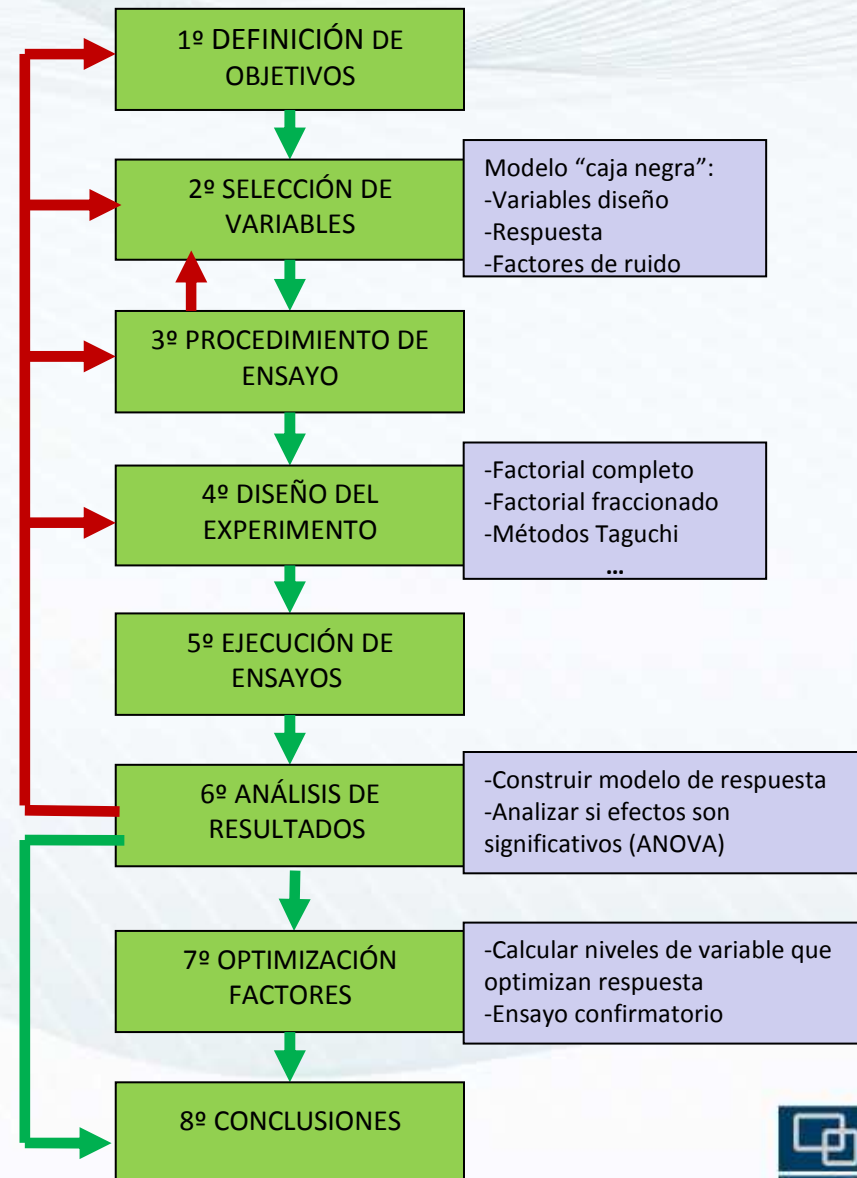 1º DEFINICIÓN DE
OBJETIVOS
2º SELECCIÓN DE
VARIABLES
Modelo “caja negra”:
-Variables diseño
-Respuesta
-Factores de ruido
3º PROCEDIMIENTO DE
ENSAYO
4º DISEÑO DEL
EXPERIMENTO
-Factorial completo
-Factorial fraccionado
-Métodos Taguchi
...
5º EJECUCIÓN DE
ENSAYOS
6º ANÁLISIS DE
RESULTADOS
-Construir modelo de respuesta
-Analizar si efectos son
significativos (ANOVA)
7º OPTIMIZACIÓN
FACTORES
-Calcular niveles de variable que
optimizan respuesta
-Ensayo confirmatorio
8º CONCLUSIONES